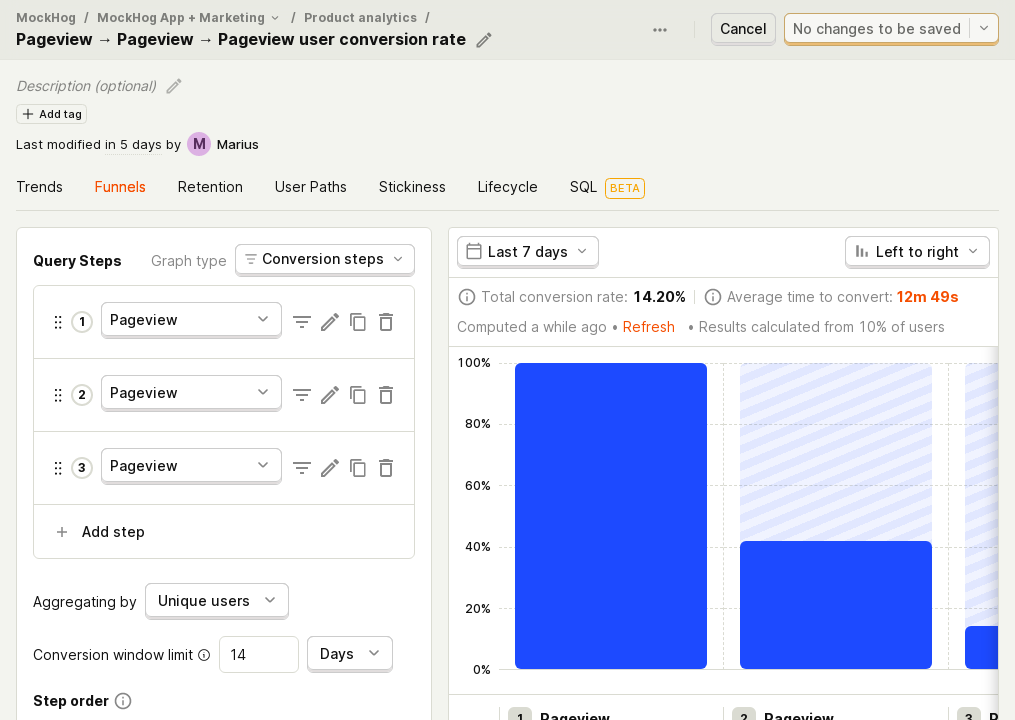 MockHog / MockHog App + Marketing / Product analytics /
Pageview → Pageview → Pageview user conversion rate
Cancel
No changes to be saved
Description (optional)
Add tag
Last modified in 5 days by M Marius
Trends
Funnels
Retention
User Paths
Stickiness
Lifecycle
SQL BETA
Query Steps
Graph type
Conversion steps
1 Pageview
2 Pageview
3 Pageview
Add step
Aggregating by
Unique users
Conversion window limit
14
Days
Step order
Last 7 days
Left to right
Total conversion rate: 14.20%
Average time to convert: 12m 49s
Computed a while ago • Refresh • Results calculated from 10% of users
100%
80%
60%
40%
20%
0%
1 Pageview
2 Pageview
3 P